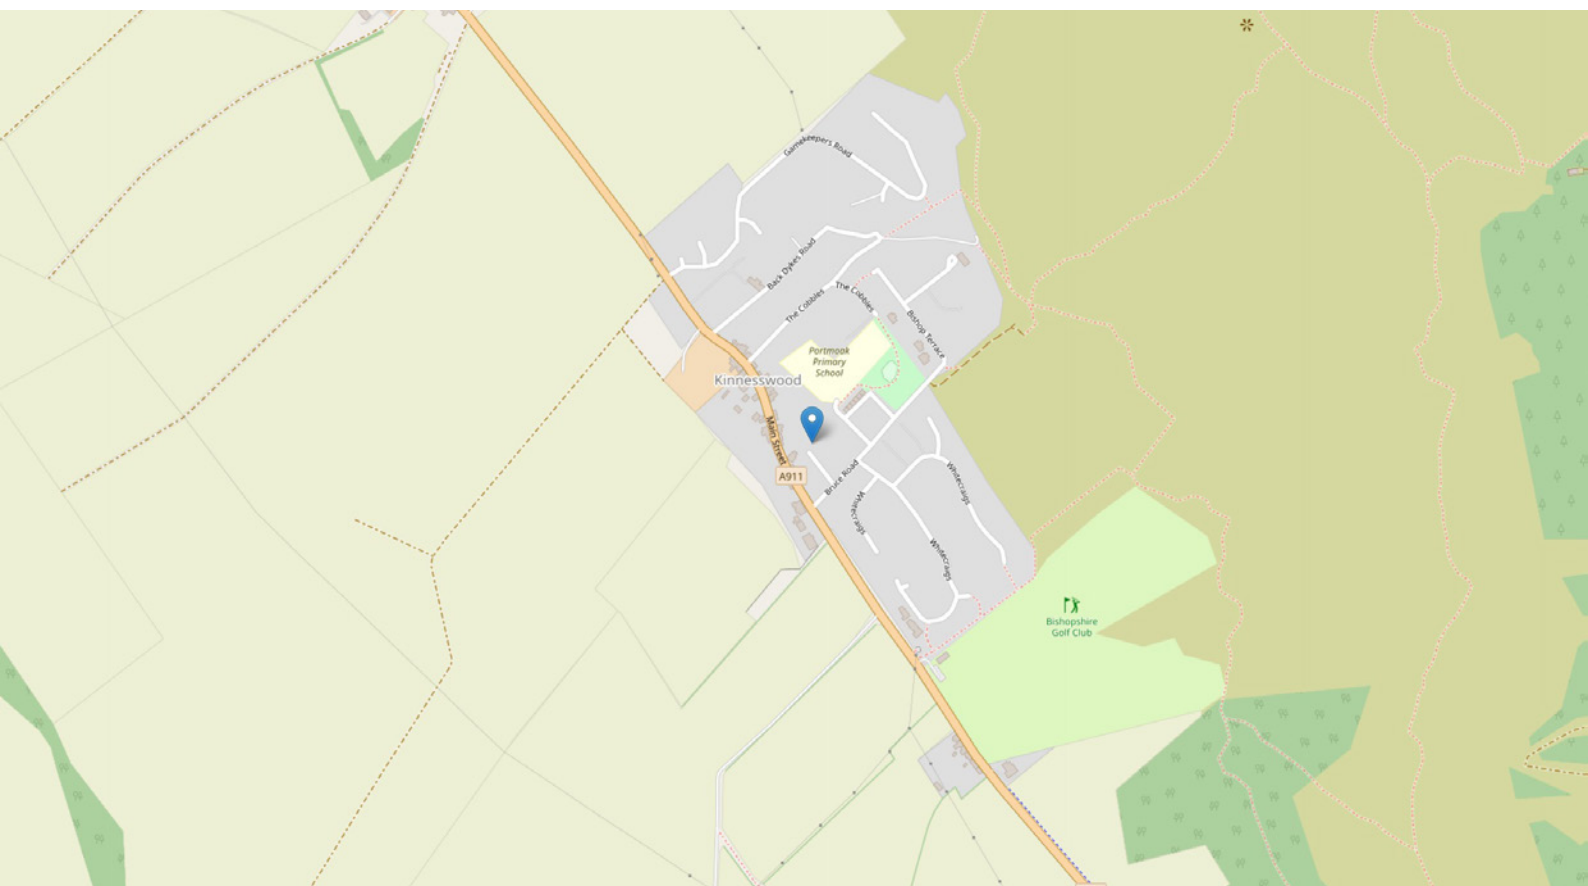 Gamekeepers Road
Back Dykes Road
The Cobbles
The Cobbles
Bishop Terrace
Portmoak
Primary
School
Kinnesswood
Main Street
A911
Bruce Road
Whitecraigs
Whitecraigs
Whitecraigs
Bishopshire
Golf Club